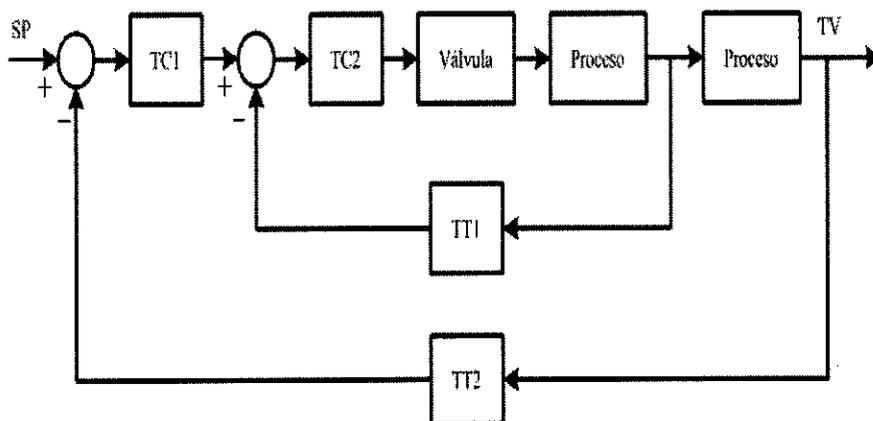 SP
TV
TC1
TC2
Válvula
Proceso
Proceso
+
+
−
−
TT1
TT2